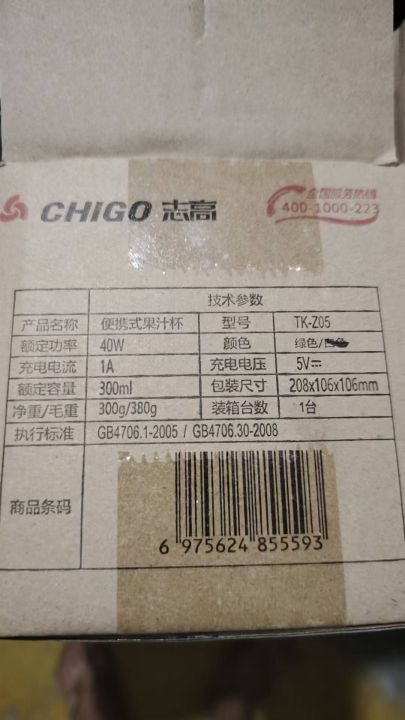 CHIGO 志高
全国服务热线
400-1000-223
技术参数
产品名称 便携式果汁杯 型号 TK-Z05
额定功率 40W 颜色 绿色/
充电电流 1A 充电电压 5V⎓
额定容量 300ml 包装尺寸 208x106x106mm
净重/毛重 300g/380g 装箱台数 1台
执行标准 GB4706.1-2005 / GB4706.30-2008
商品条码
6 975624 855593